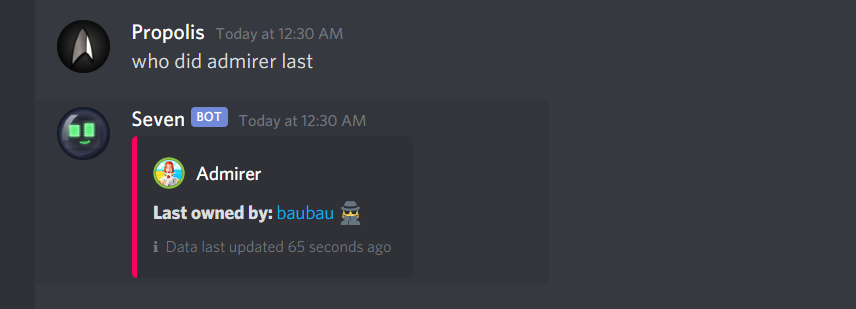 Propolis Today at 12:30 AM
who did admirer last
Seven BOT Today at 12:30 AM
Admirer
Last owned by: baubau
ℹ Data last updated 65 seconds ago